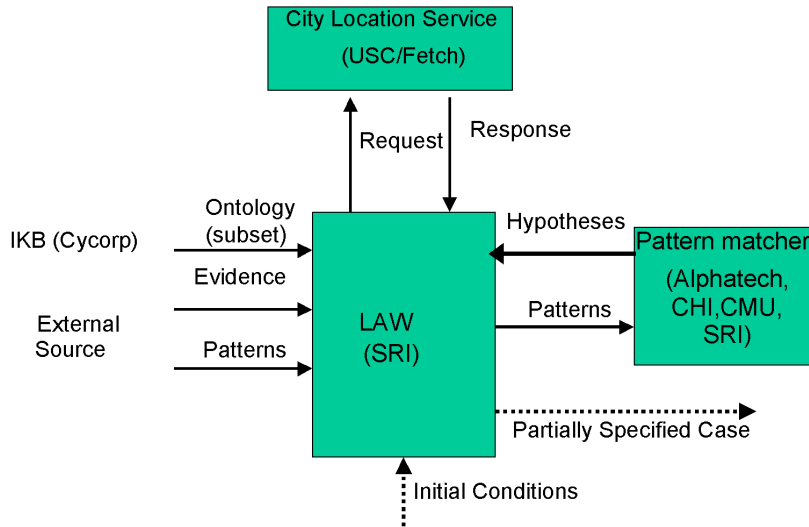 City Location Service
(USC/Fetch)
Request
Response
IKB (Cycorp)
Ontology
(subset)
Evidence
External
Source
Patterns
LAW
(SRI)
Hypotheses
Patterns
Pattern matcher
(Alphatech,
CHI,CMU,
SRI)
Partially Specified Case
Initial Conditions